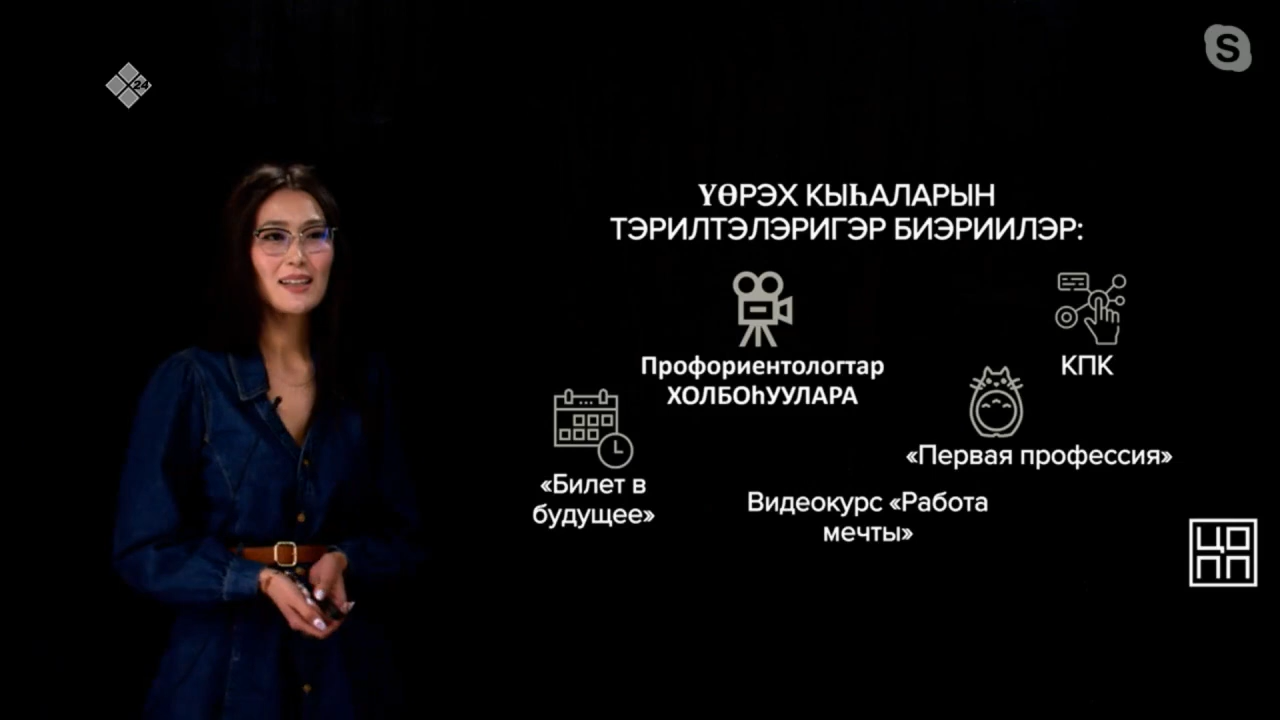 24
S
ҮӨРЭХ КЫҺАЛАРЫН
ТЭРИЛТЭЛЭРИГЭР БИЭРИИЛЭР:
Профориентологтар
ХОЛБОһУУЛАРА
КПК
«Первая профессия»
«Билет в
будущее»
Видеокурс «Работа
мечты»
ЦО
ПП